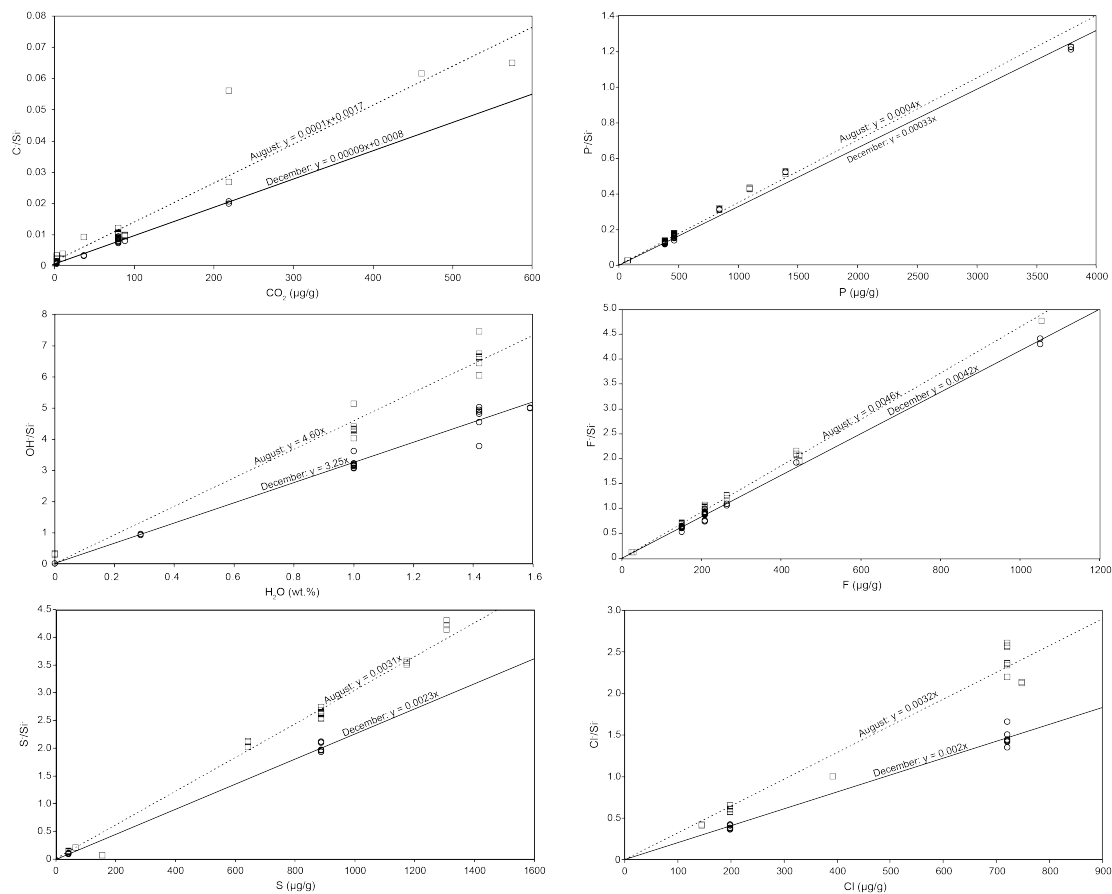 0.08
0.07
0.06
0.05
0.04
0.03
0.02
0.01
0
C⁻/Si⁻
August: y = 0.0001x+0.0017
December: y = 0.00009x+0.0008
0 100 200 300 400 500 600
CO₂ (µg/g)
1.4
1.2
1.0
0.8
0.6
0.4
0.2
0
P⁻/Si⁻
August: y = 0.0004x
December: y = 0.00033x
0 500 1000 1500 2000 2500 3000 3500 4000
P (µg/g)
8
7
6
5
4
3
2
1
0
OH⁻/Si⁻
August: y = 4.60x
December: y = 3.25x
0 0.2 0.4 0.6 0.8 1.0 1.2 1.4 1.6
H₂O (wt.%)
5.0
4.5
4.0
3.5
3.0
2.5
2.0
1.5
1.0
0.5
0
F⁻/Si⁻
August: y = 0.0046x
December y = 0.0042x
0 200 400 600 800 1000 1200
F (µg/g)
4.5
4.0
3.5
3.0
2.5
2.0
1.5
1.0
0.5
0
S⁻/Si⁻
August: y = 0.0031x
December: y = 0.0023x
0 200 400 600 800 1000 1200 1400 1600
S (µg/g)
3.0
2.5
2.0
1.5
1.0
0.5
0
Cl⁻/Si⁻
August: y = 0.0032x
December: y = 0.002x
0 100 200 300 400 500 600 700 800 900
Cl (µg/g)